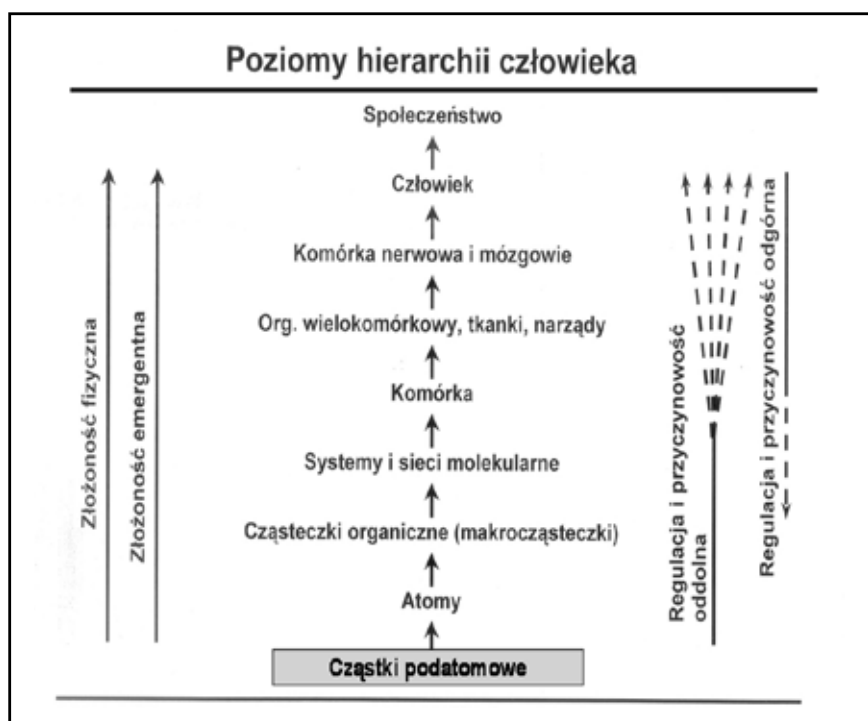 Poziomy hierarchii człowieka
Społeczeństwo
Człowiek
Komórka nerwowa i mózgowie
Org. wielokomórkowy, tkanki, narządy
Komórka
Systemy i sieci molekularne
Cząsteczki organiczne (makrocząsteczki)
Atomy
Cząstki podatomowe
Złożoność fizyczna
Złożoność emergentna
Regulacja i przyczynowość
oddolna
Regulacja i przyczynowość odgórna